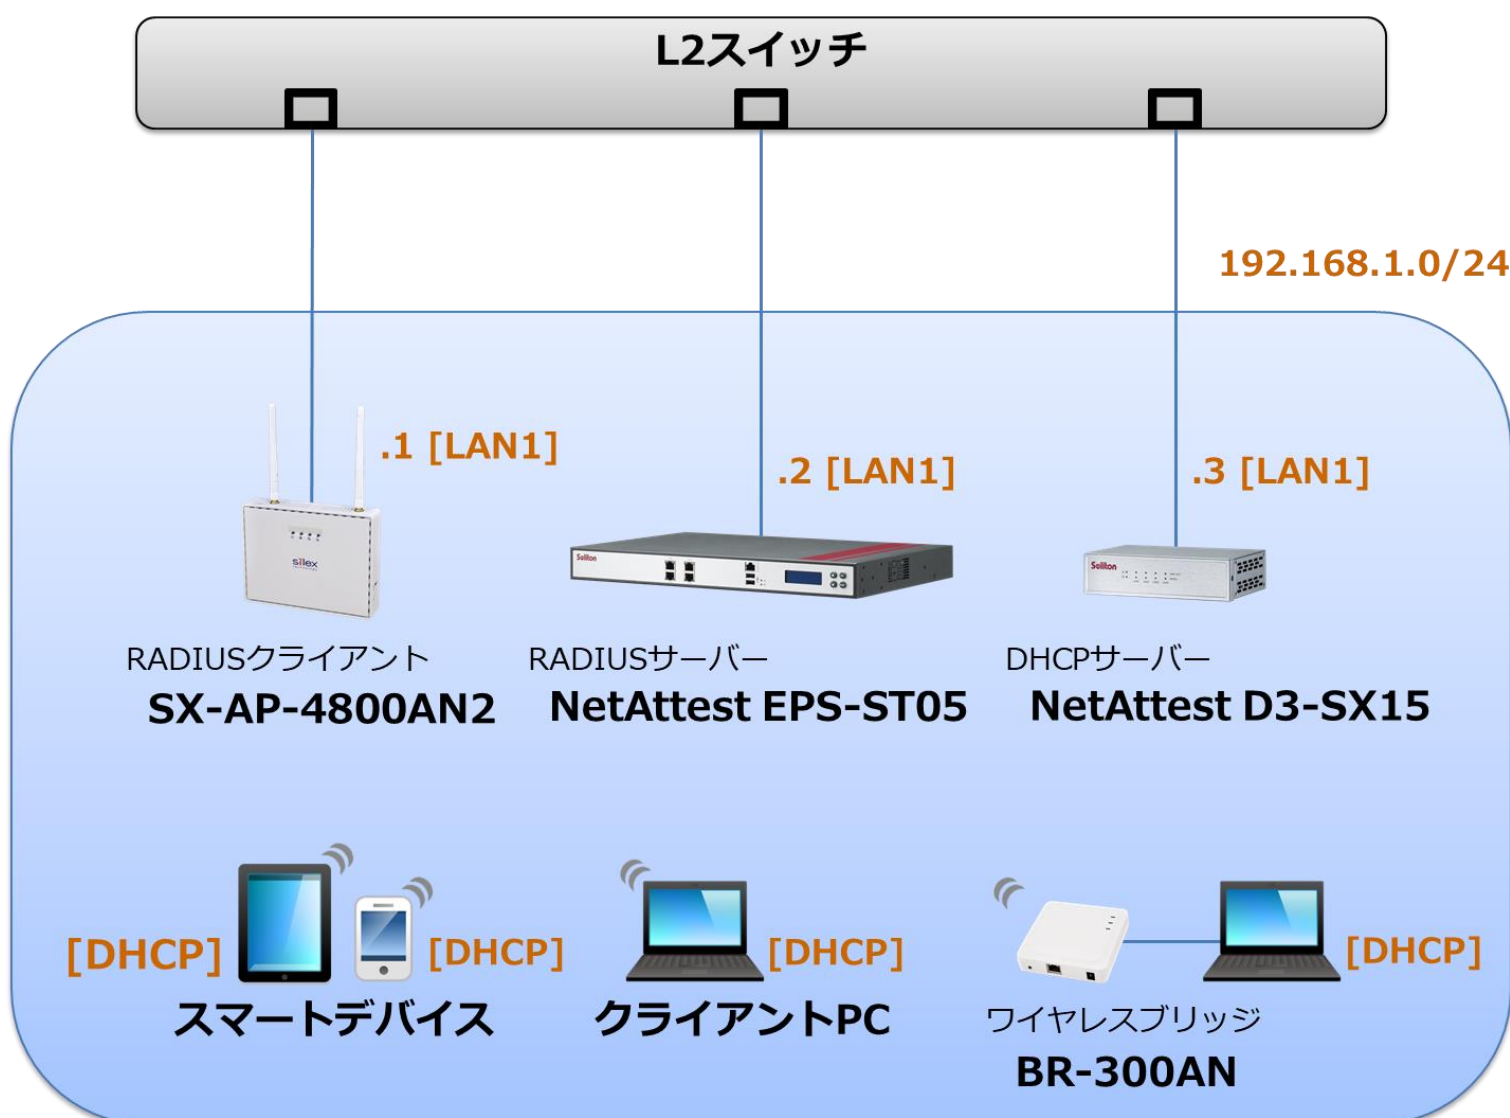 L2スイッチ
192.168.1.0/24
.1 [LAN1]
.2 [LAN1]
.3 [LAN1]
silex
Soliton
Soliton
RADIUSクライアント
SX-AP-4800AN2
RADIUSサーバー
NetAttest EPS-ST05
DHCPサーバー
NetAttest D3-SX15
[DHCP]
[DHCP]
[DHCP]
[DHCP]
スマートデバイス
クライアントPC
ワイヤレスブリッジ
BR-300AN